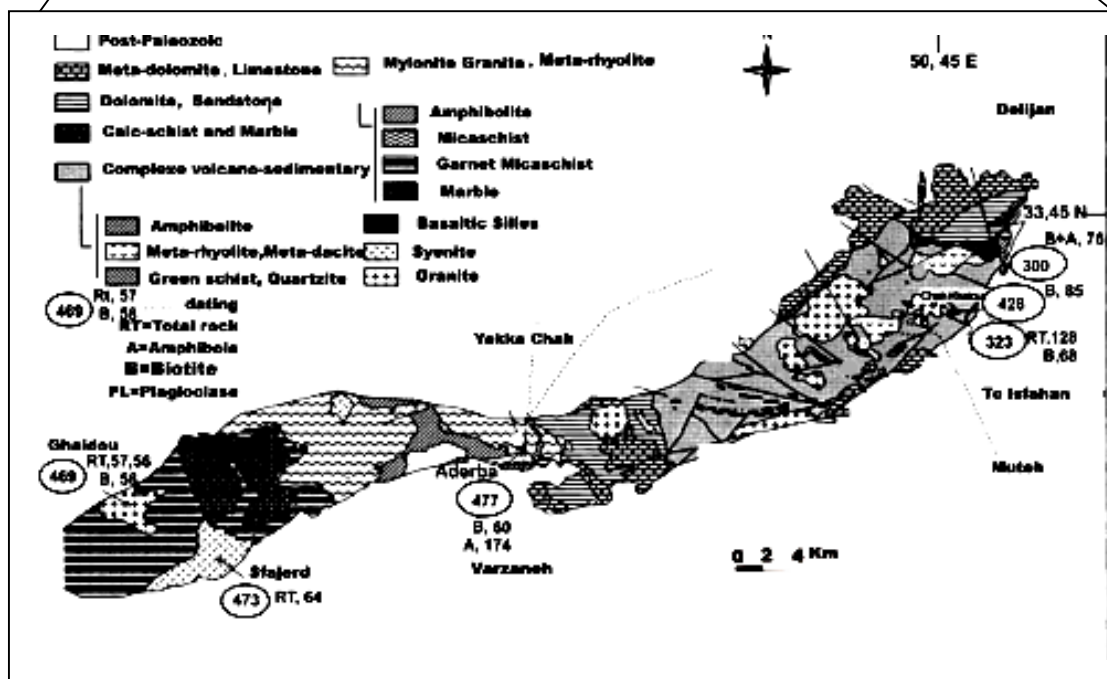 Post-Paleozoic
Meta-dolomite, Limestone
Mylonite Granite, Meta-rhyolite
Dolomite, Sandstone
Calc-schist and Marble
Complexe volcano-sedimentary
Amphibolite
Micaschist
Garnet Micaschist
Marble
Amphibelite
Meta-rhyolite, Meta-dacite
Green schist, Quartzite
Basaltic Silles
Syenite
Granite
469
Rt, 57
B, 56
dating
RT=Total rock
A=Amphibole
B=Biotite
PL=Plagioclase
N
50, 45 E
Delijan
33,45 N
B+A, 76
300
B, 85
428
323
RT,128
B,68
To Isfahan
Muteh
Yakka Chah
Ghaidou
469
RT,57,56
B, 56
Aderba
477
B, 60
A, 174
Varzaneh
Sfajerd
473
RT, 64
0 2 4 Km